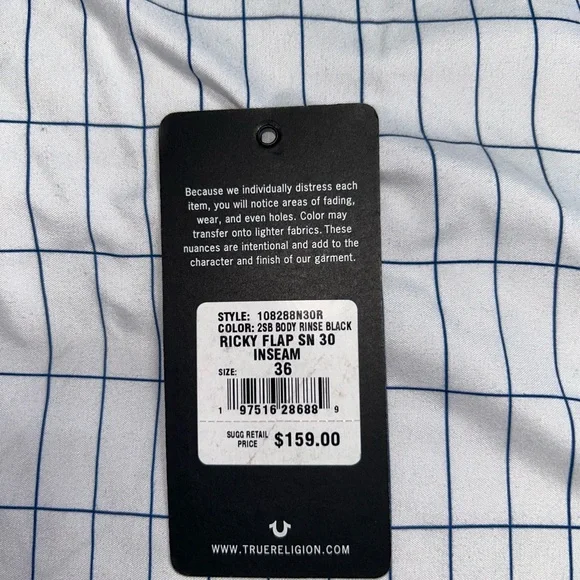 Because we individually distress each
item, you will notice areas of fading,
wear, and even holes. Color may
transfer onto lighter fabrics. These
nuances are intentional and add to the
character and finish of our garment.
STYLE: 108288N30R
COLOR: 2SB BODY RINSE BLACK
RICKY FLAP SN 30
INSEAM
SIZE: 36
1 97516 28688 9
SUGG RETAIL
PRICE $159.00
WWW.TRUERELIGION.COM